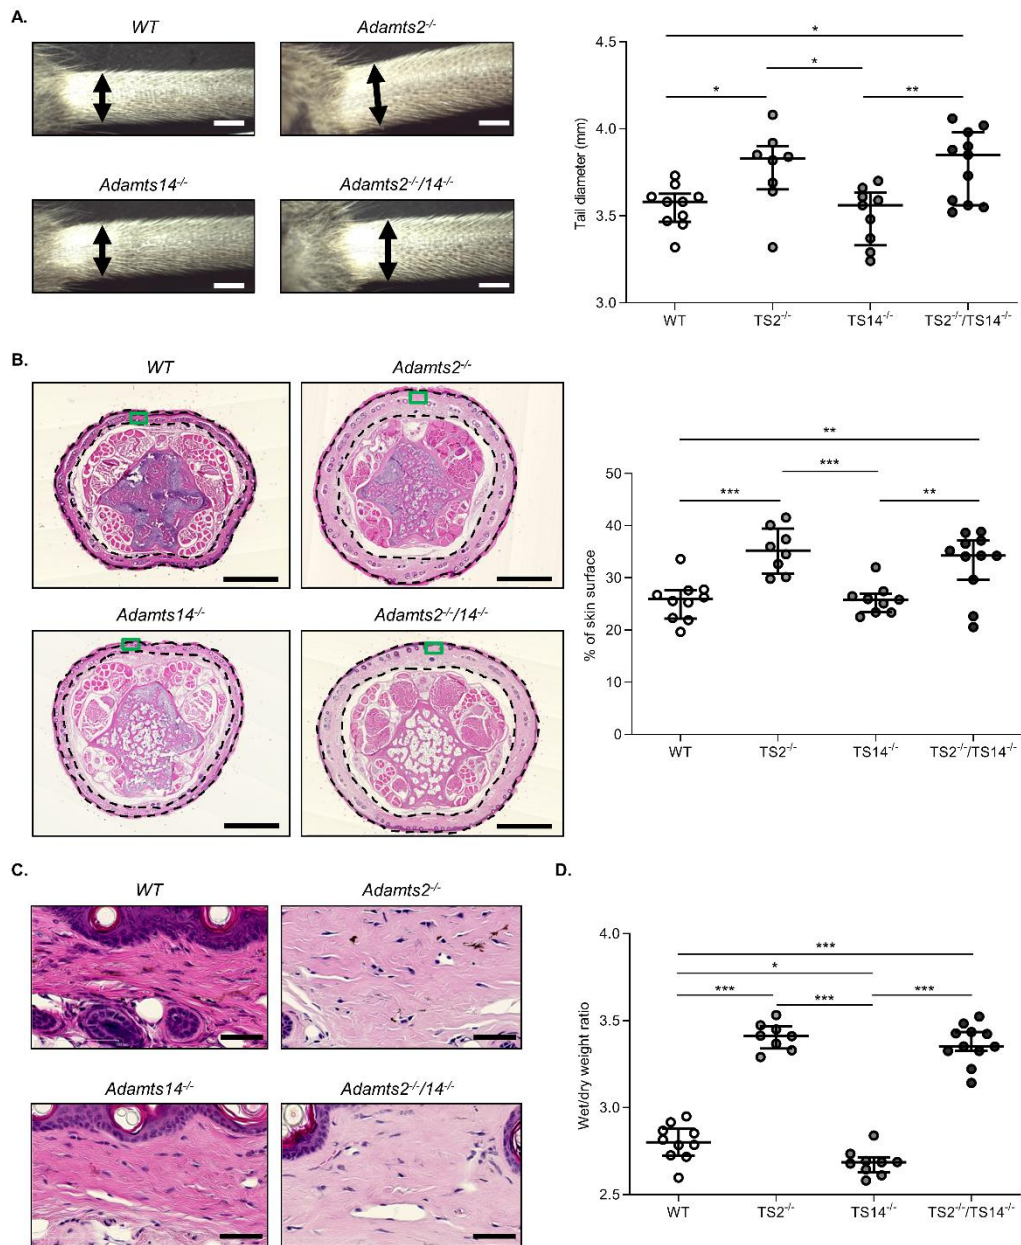 A.
WT
Adamts2-/-
Adamts14-/-
Adamts2-/-/14-/-
Tail diameter (mm)
4.5
4.0
3.5
3.0
*
*
*
**
WT
TS2-/-
TS14-/-
TS2-/-/TS14-/-
B.
WT
Adamts2-/-
Adamts14-/-
Adamts2-/-/14-/-
% of skin surface
50
40
30
20
10
0
**
***
***
**
WT
TS2-/-
TS14-/-
TS2-/-/TS14-/-
C.
WT
Adamts2-/-
Adamts14-/-
Adamts2-/-/14-/-
D.
Wet/dry weight ratio
4.0
3.5
3.0
2.5
***
*
***
***
***
WT
TS2-/-
TS14-/-
TS2-/-/TS14-/-